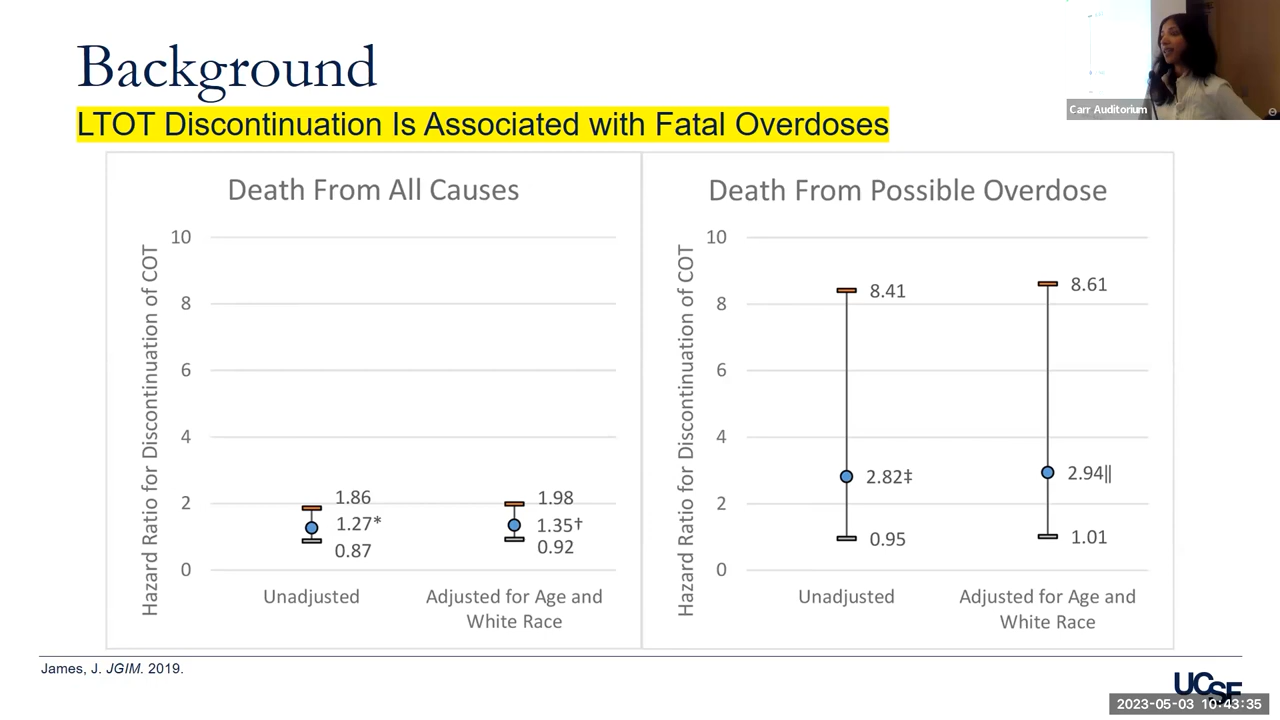 Background
LTOT Discontinuation Is Associated with Fatal Overdoses
Carr Auditorium
Death From All Causes
Hazard Ratio for Discontinuation of COT
10
8
6
4
2
0
1.86
1.27*
0.87
1.98
1.35†
0.92
Unadjusted
Adjusted for Age and
White Race
Death From Possible Overdose
Hazard Ratio for Discontinuation of COT
10
8
6
4
2
0
8.41
2.82‡
0.95
8.61
2.94||
1.01
Unadjusted
Adjusted for Age and
White Race
James, J. JGIM. 2019.
UCSF
2023-05-03 10:43:35